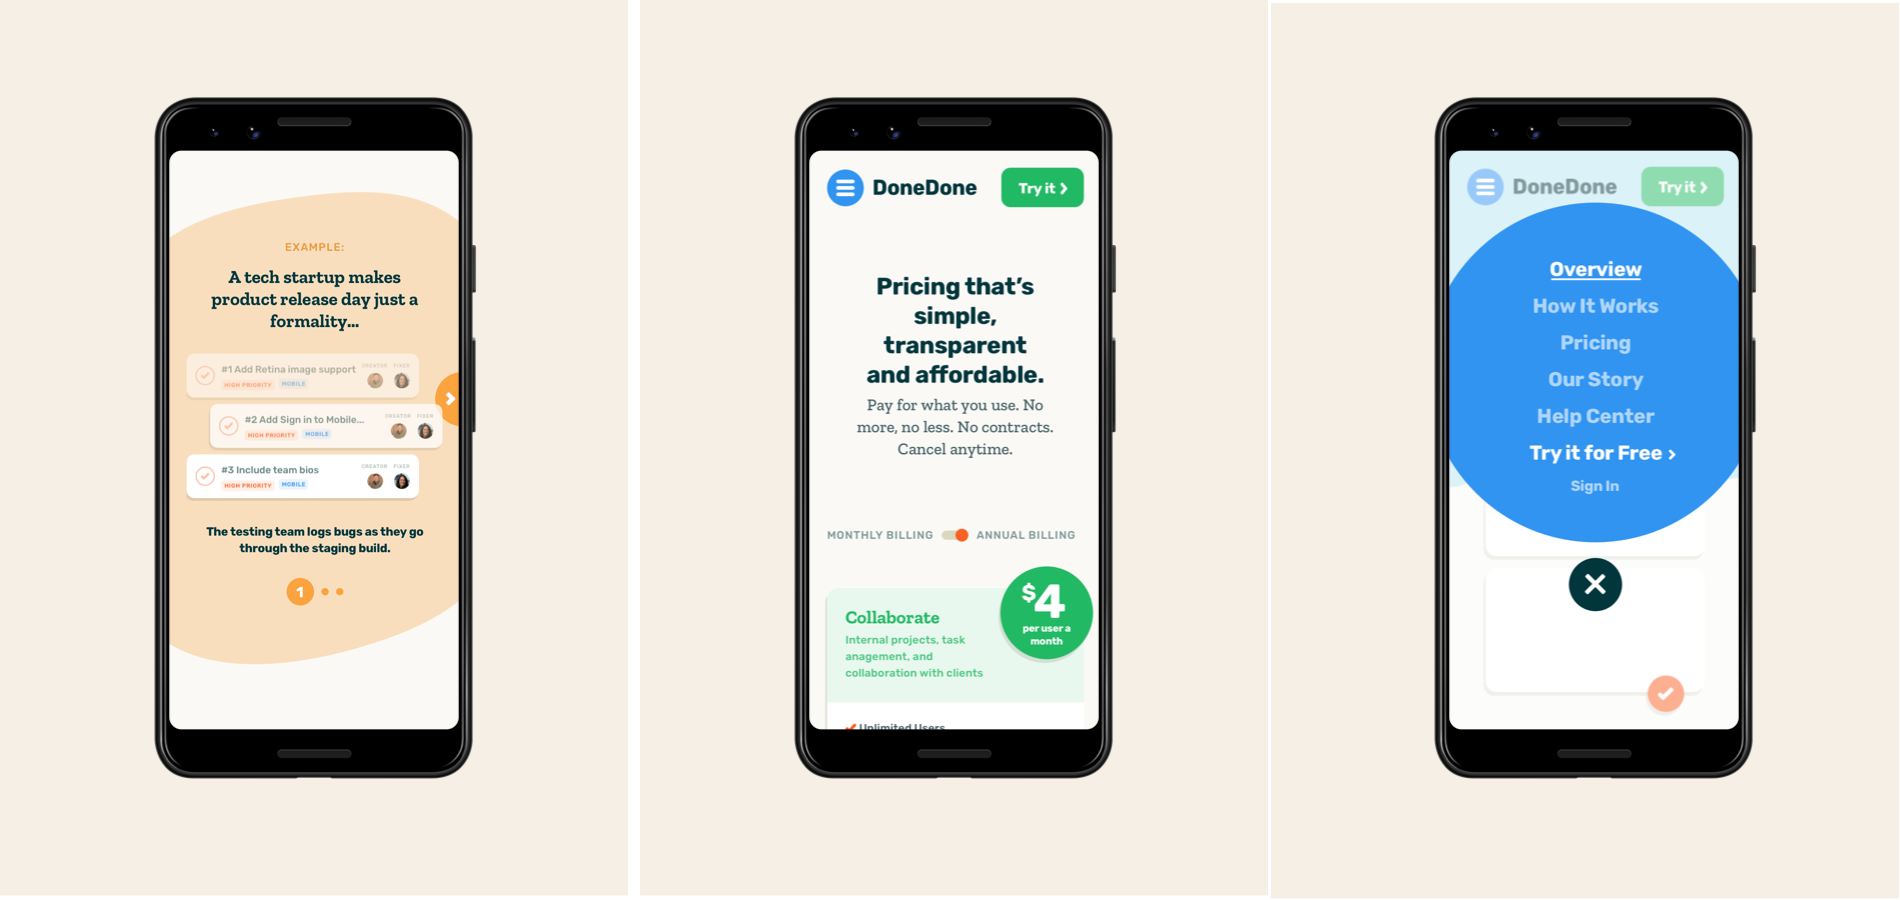 EXAMPLE:
A tech startup makes
product release day just a
formality...
#1 Add Retina image support
CREATOR FIXER
HIGH PRIORITY MOBILE
#2 Add Sign in to Mobile...
CREATOR FIXER
HIGH PRIORITY MOBILE
#3 Include team bios
CREATOR FIXER
HIGH PRIORITY MOBILE
The testing team logs bugs as they go
through the staging build.
1
DoneDone
Try it
Pricing that's
simple,
transparent
and affordable.
Pay for what you use. No
more, no less. No contracts.
Cancel anytime.
MONTHLY BILLING ANNUAL BILLING
$4
per user a
month
Collaborate
Internal projects, task
anagement, and
collaboration with clients
Unlimited Users
DoneDone
Try it
Overview
How It Works
Pricing
Our Story
Help Center
Try it for Free
Sign In